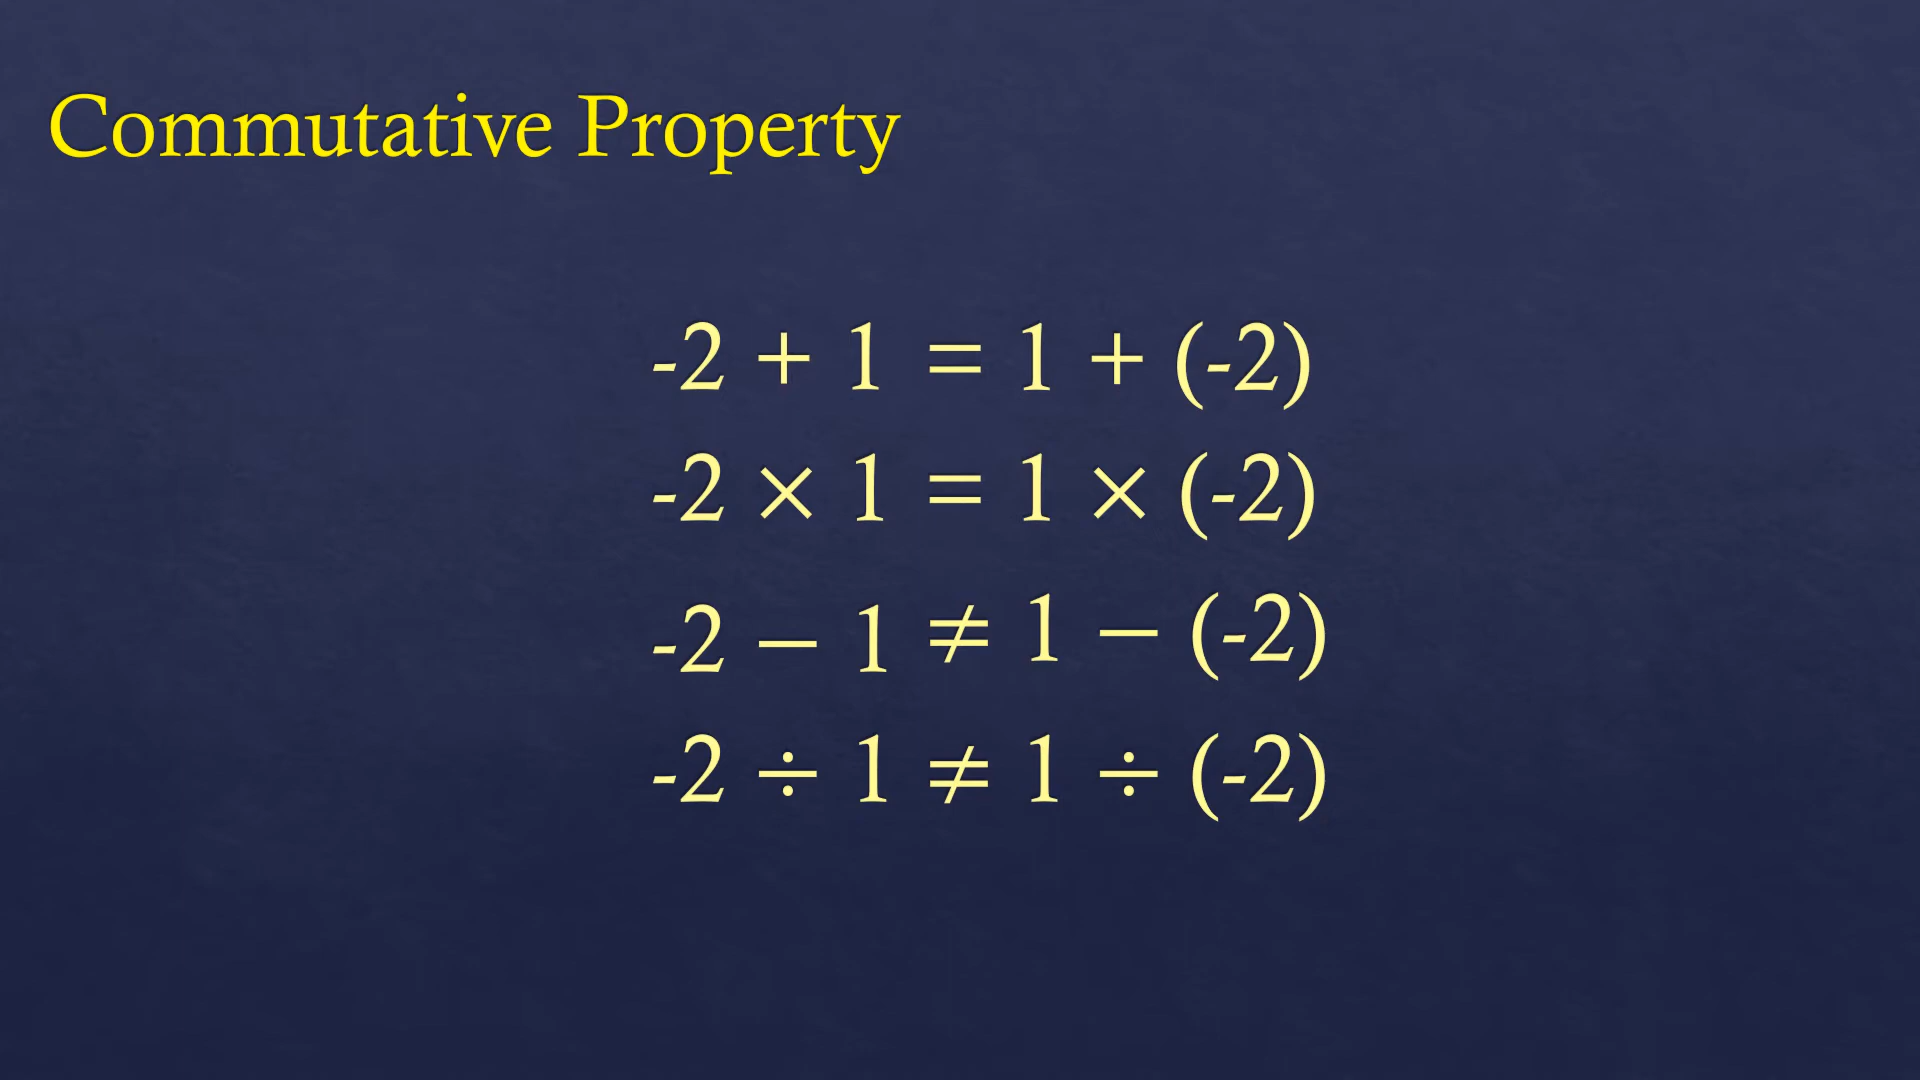 Commutative Property
-2 + 1 = 1 + (-2)
-2 × 1 = 1 × (-2)
-2 − 1 ≠ 1 − (-2)
-2 ÷ 1 ≠ 1 ÷ (-2)